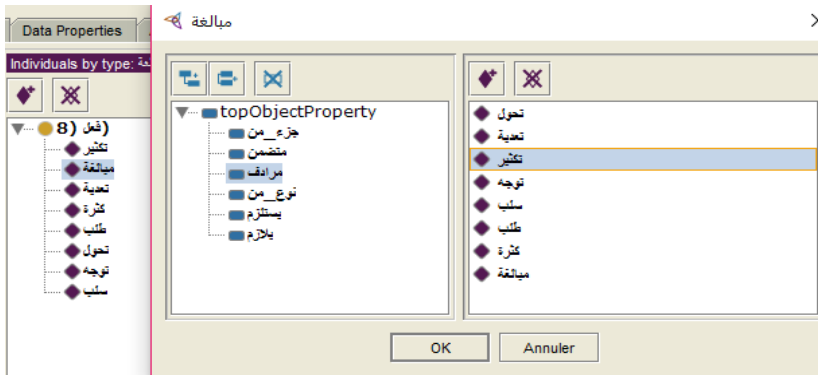 Data Properties
Individuals by type:
فعل (8)
تكثير
مبالغة
تعدية
كثرة
طلب
تحول
توجه
سلب
مبالغة
topObjectProperty
جزء_من
متضمن
مرادف
نوع_من
يستلزم
يلازم
تحول
تعدية
تكثير
توجه
سلب
طلب
كثرة
مبالغة
OK
Annuler